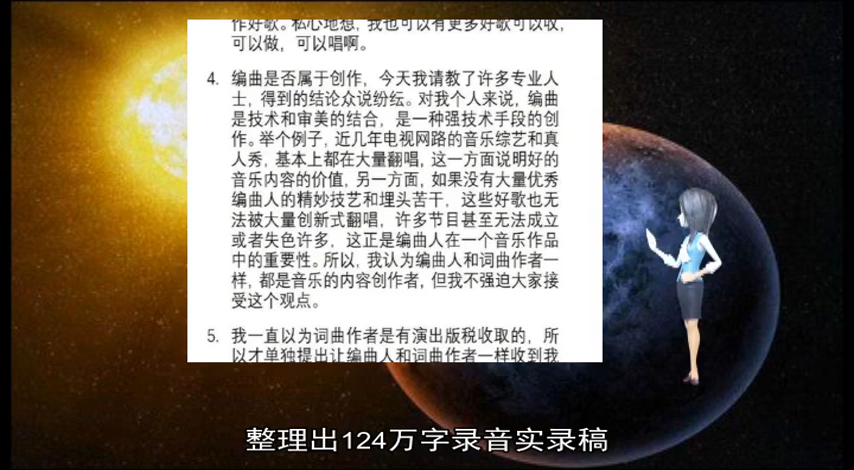 作好歌。私心地想，我也可以有更多好歌可以收，
可以做，可以唱啊。
4. 编曲是否属于创作，今天我请教了许多专业人
士，得到的结论众说纷纭。对我个人来说，编曲
是技术和审美的结合，是一种强技术手段的创
作。举个例子，近几年电视网路的音乐综艺和真
人秀，基本上都在大量翻唱，这一方面说明好的
音乐内容的价值，另一方面，如果没有大量优秀
编曲人的精妙技艺和埋头苦干，这些好歌也无
法被大量创新式翻唱，许多节目甚至无法成立
或者失色许多，这正是编曲人在一个音乐作品
中的重要性。所以，我认为编曲人和词曲作者一
样，都是音乐的内容创作者，但我不强迫大家接
受这个观点。
5. 我一直以为词曲作者是有演出版税收取的，所
以才单独提出让编曲人和词曲作者一样收到我
整理出124万字录音实录稿